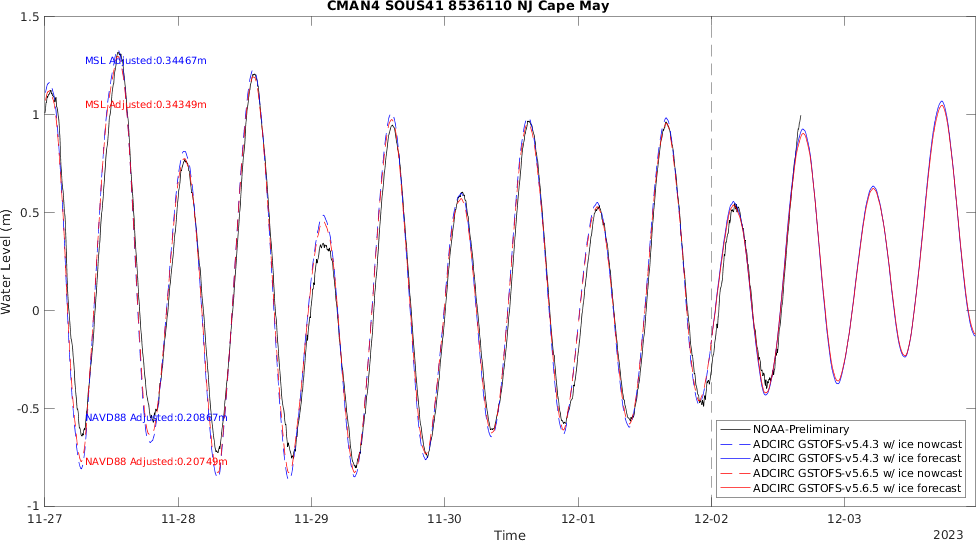 CMAN4 SOUS41 8536110 NJ Cape May
1.5
MSL Adjusted:0.34467m
MSL Adjusted:0.34349m
1
0.5
Water Level (m)
0
-0.5
NAVD88 Adjusted:0.20867m
NAVD88 Adjusted:0.20749m
-1
NOAA-Preliminary
ADCIRC GSTOFS-v5.4.3 w/ ice nowcast
ADCIRC GSTOFS-v5.4.3 w/ ice forecast
ADCIRC GSTOFS-v5.6.5 w/ ice nowcast
ADCIRC GSTOFS-v5.6.5 w/ ice forecast
11-27 11-28 11-29 11-30 12-01 12-02 12-03
Time
2023